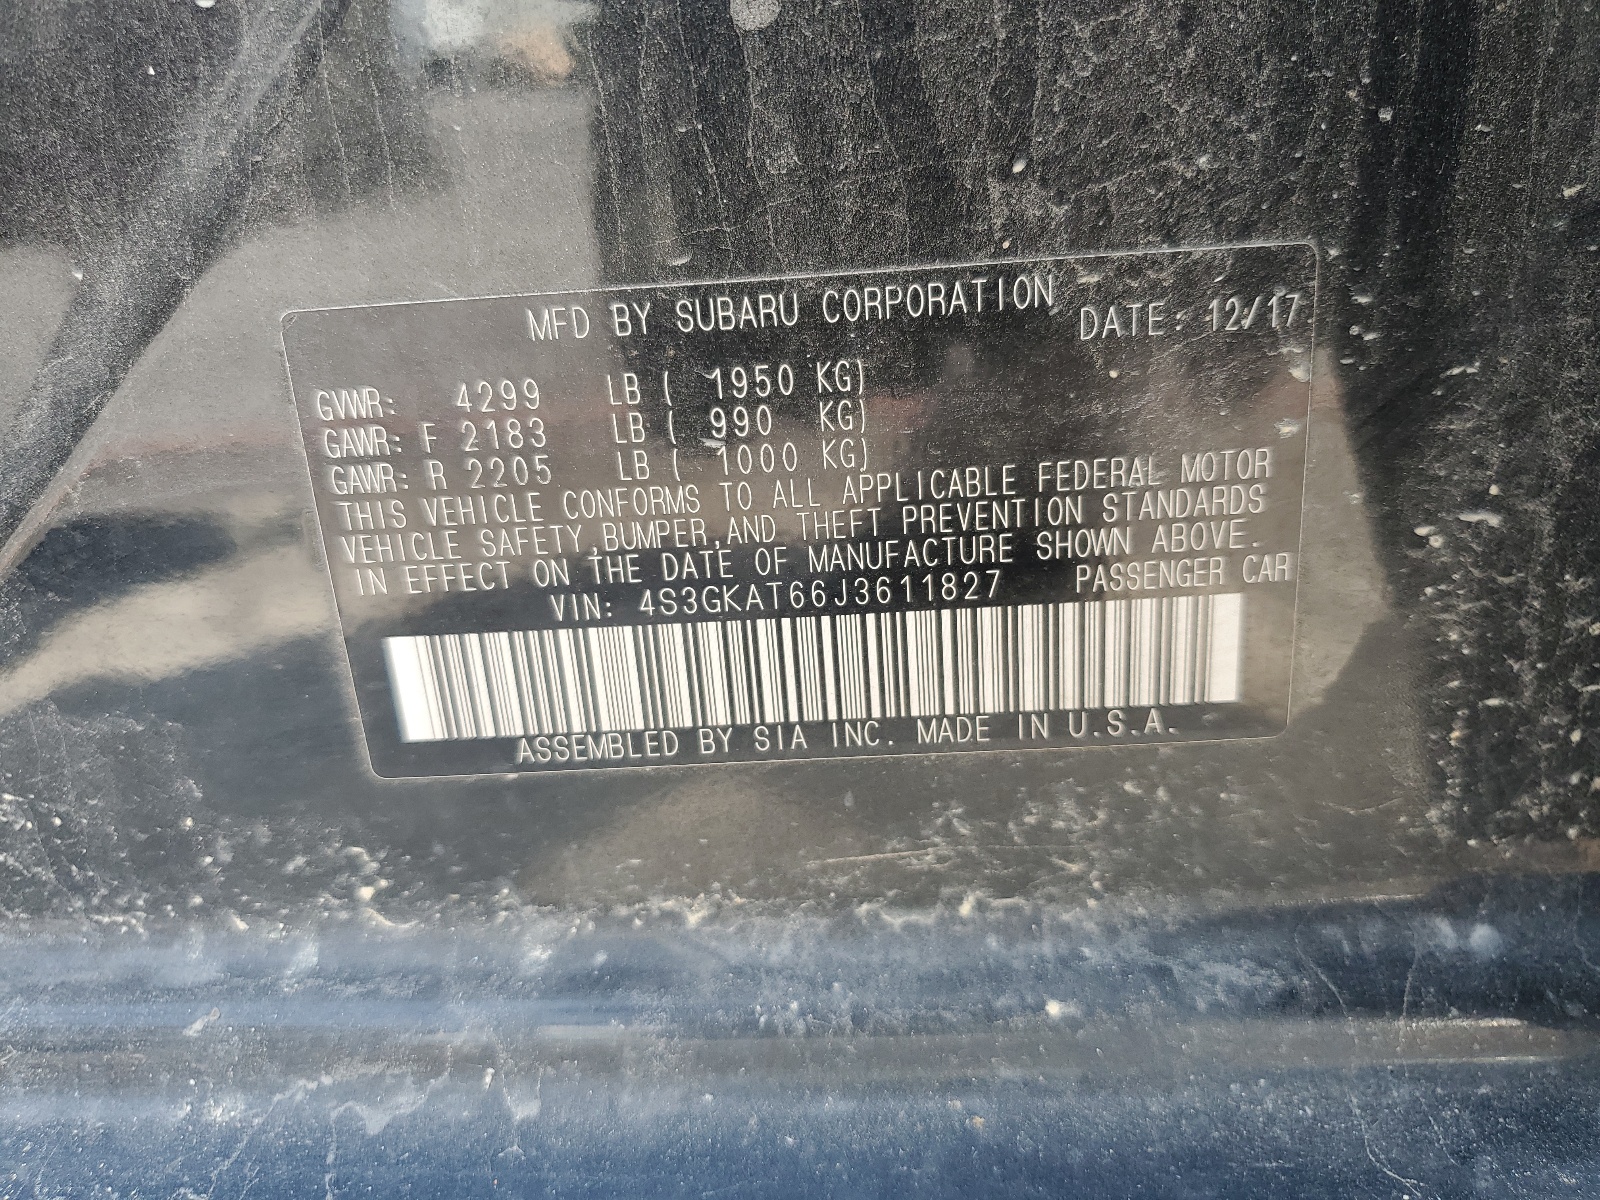 MFD BY SUBARU CORPORATION DATE: 12/17
GVWR: 4299 LB ( 1950 KG)
GAWR: F 2183 LB ( 990 KG)
GAWR: R 2205 LB ( 1000 KG)
THIS VEHICLE CONFORMS TO ALL APPLICABLE FEDERAL MOTOR
VEHICLE SAFETY,BUMPER,AND THEFT PREVENTION STANDARDS
IN EFFECT ON THE DATE OF MANUFACTURE SHOWN ABOVE.
VIN: 4S3GKAT66J3611827 PASSENGER CAR
ASSEMBLED BY SIA INC. MADE IN U.S.A.